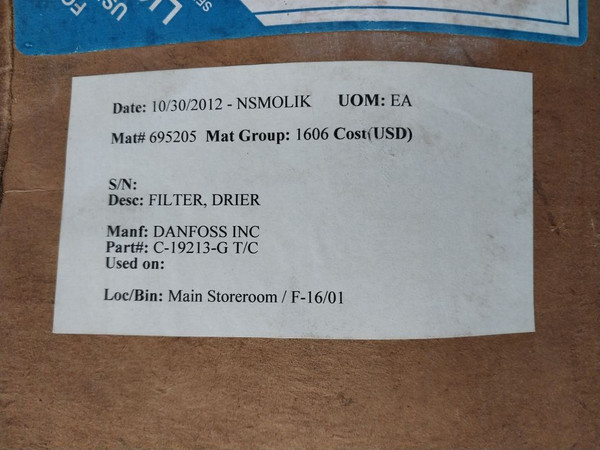 Date: 10/30/2012 - NSMOLIK UOM: EA
Mat# 695205 Mat Group: 1606 Cost(USD)
S/N:
Desc: FILTER, DRIER
Manf: DANFOSS INC
Part#: C-19213-G T/C
Used on:
Loc/Bin: Main Storeroom / F-16/01